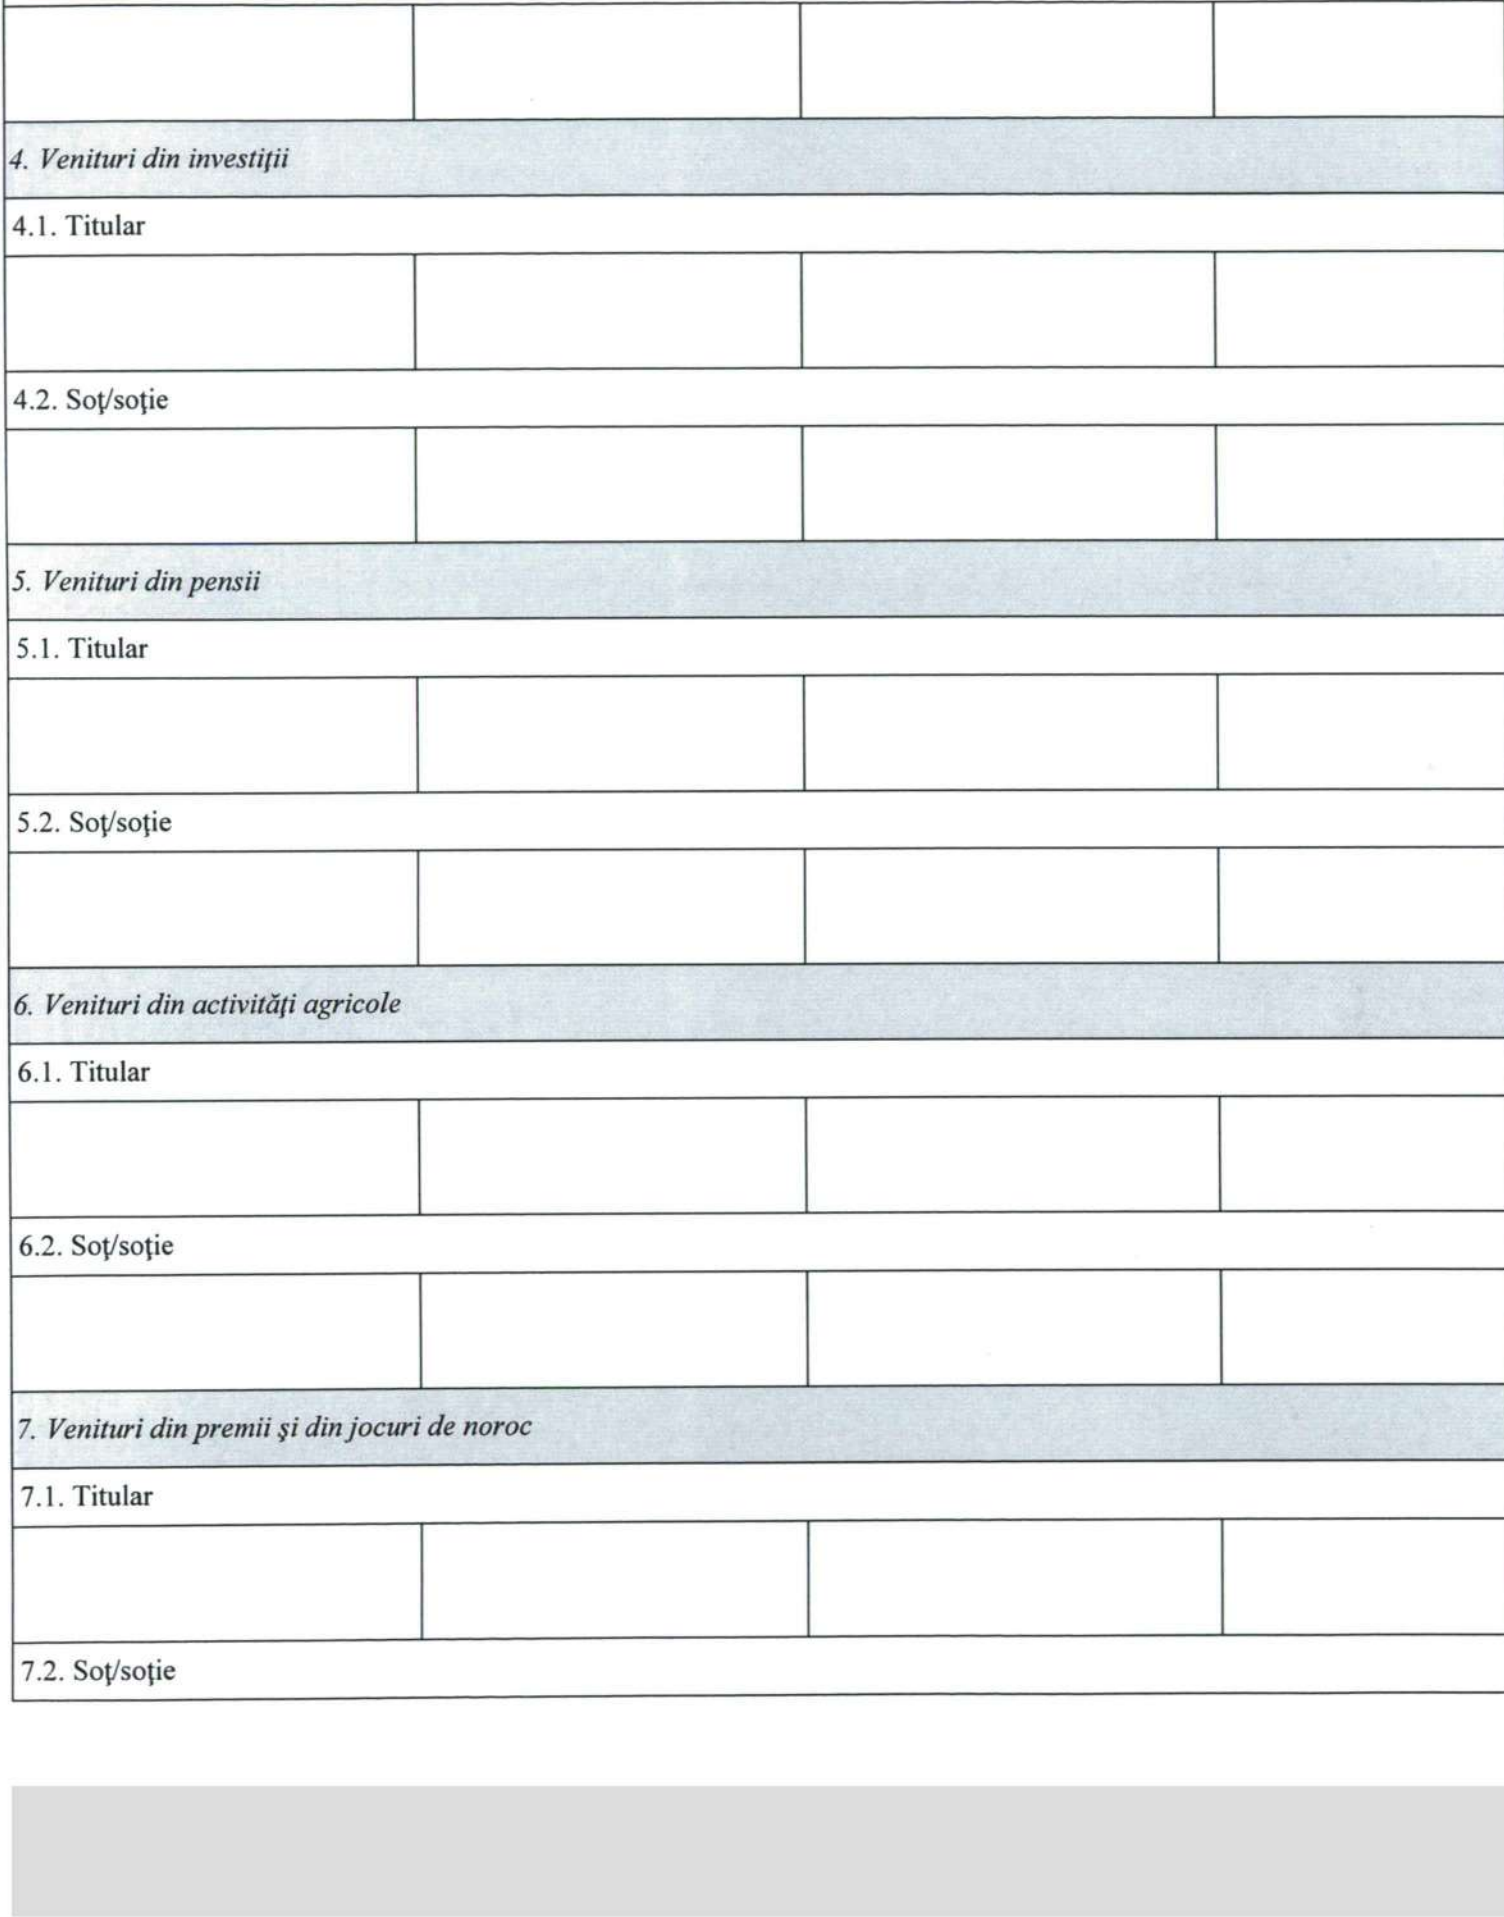 4. Venituri din investiţii
4.1. Titular
4.2. Soţ/soţie
5. Venituri din pensii
5.1. Titular
5.2. Soţ/soţie
6. Venituri din activităţi agricole
6.1. Titular
6.2. Soţ/soţie
7. Venituri din premii şi din jocuri de noroc
7.1. Titular
7.2. Soţ/soţie